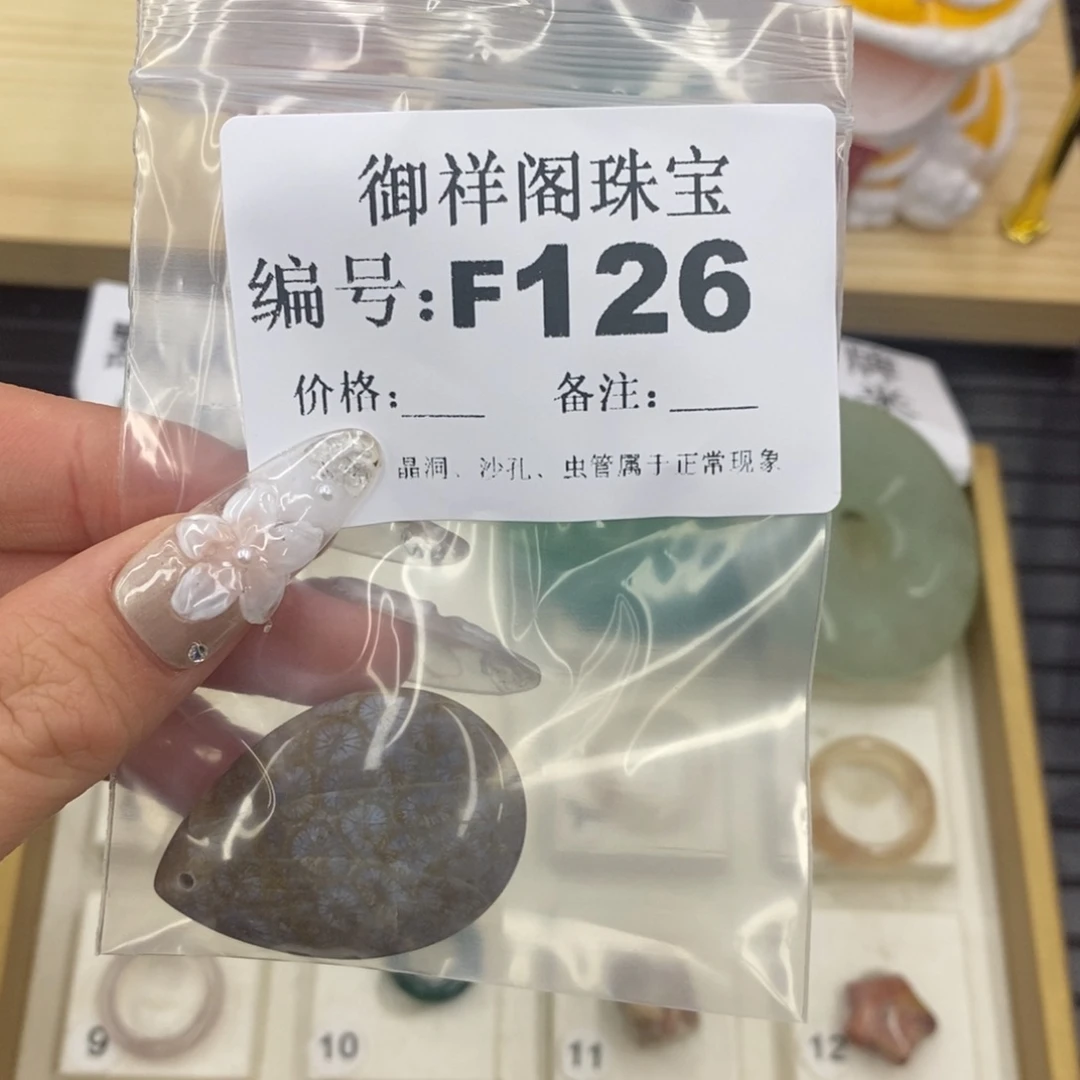 御祥阁珠宝
编号:F126
价格:____ 备注:____
晶洞、沙孔、虫管属于正常现象
9
10
11
12